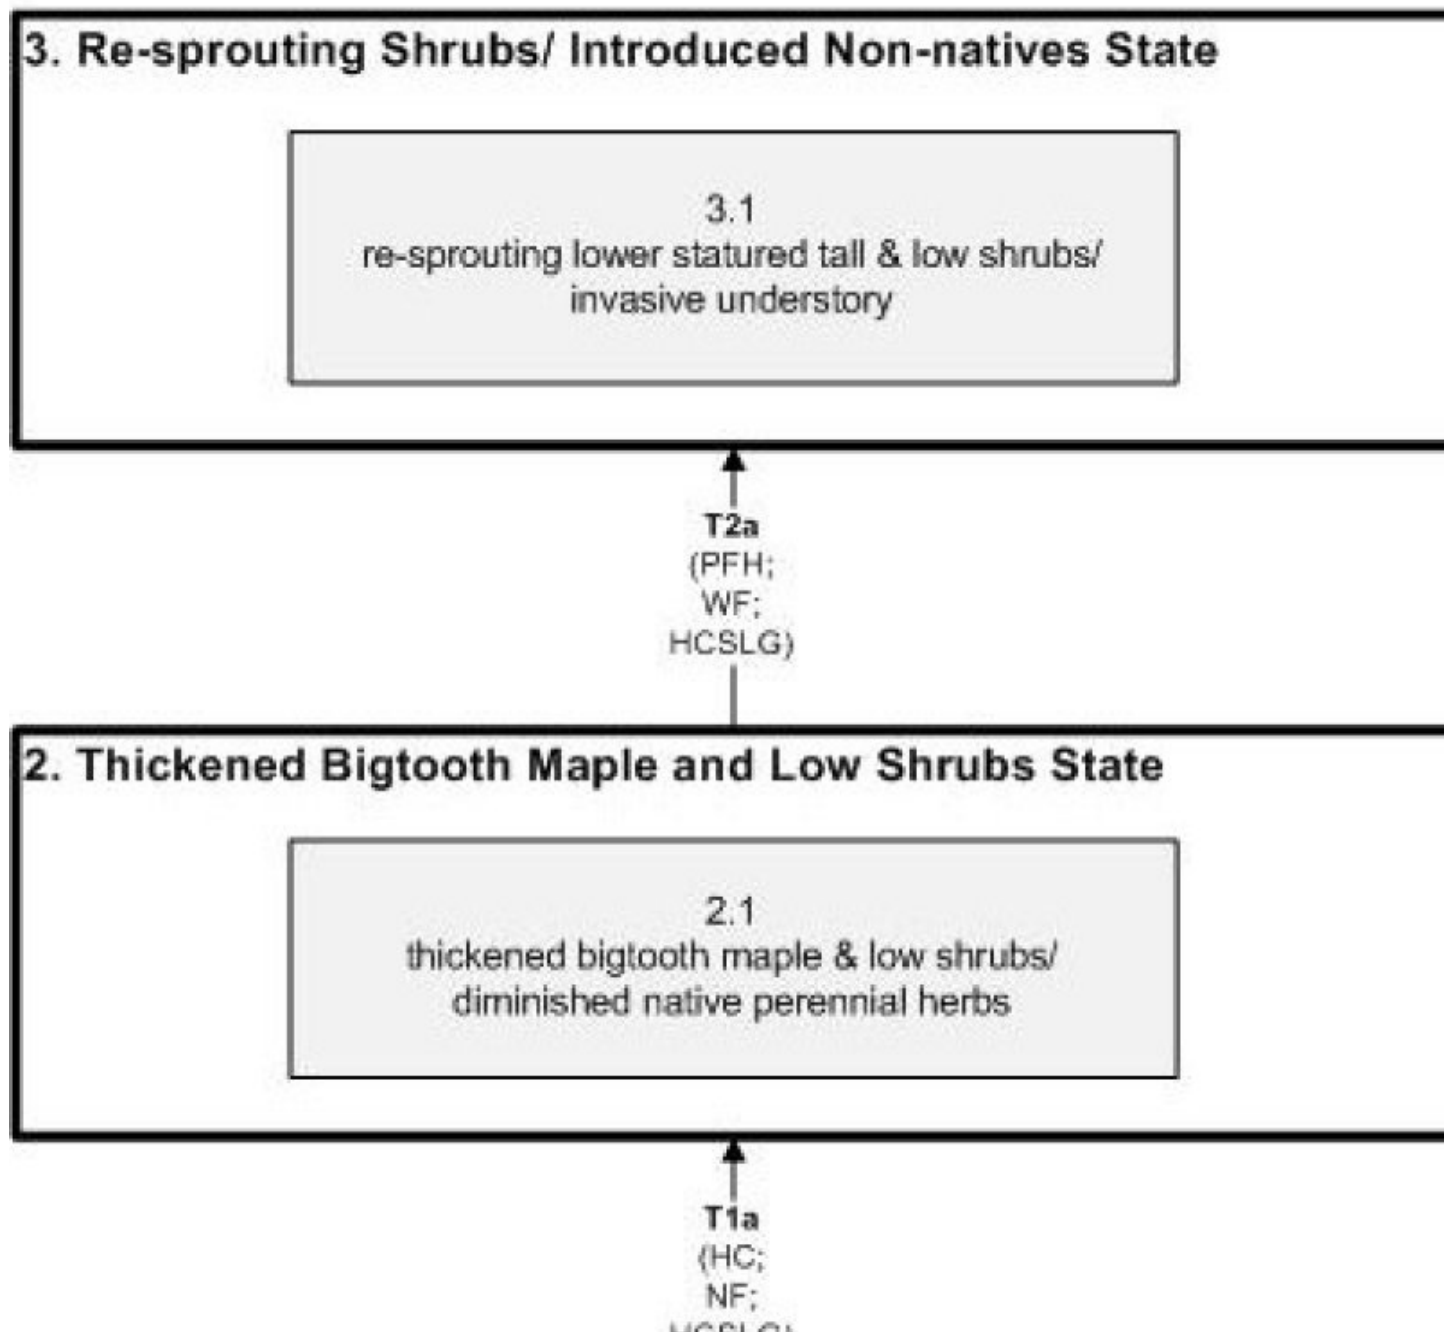 3. Re-sprouting Shrubs/ Introduced Non-natives State
3.1
re-sprouting lower statured tall & low shrubs/
invasive understory
T2a
(PFH;
WF;
HCSLG)
2. Thickened Bigtooth Maple and Low Shrubs State
2.1
thickened bigtooth maple & low shrubs/
diminished native perennial herbs
T1a
(HC;
NF;
HCSLG)